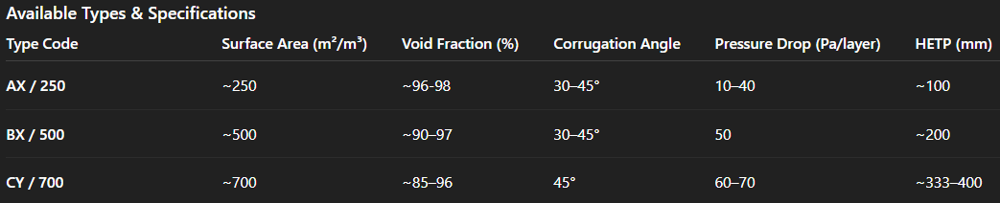 Available Types & Specifications
Type Code Surface Area (m²/m³) Void Fraction (%) Corrugation Angle Pressure Drop (Pa/layer) HETP (mm)
AX / 250 ~250 ~96-98 30–45° 10–40 ~100
BX / 500 ~500 ~90–97 30–45° 50 ~200
CY / 700 ~700 ~85–96 45° 60–70 ~333–400